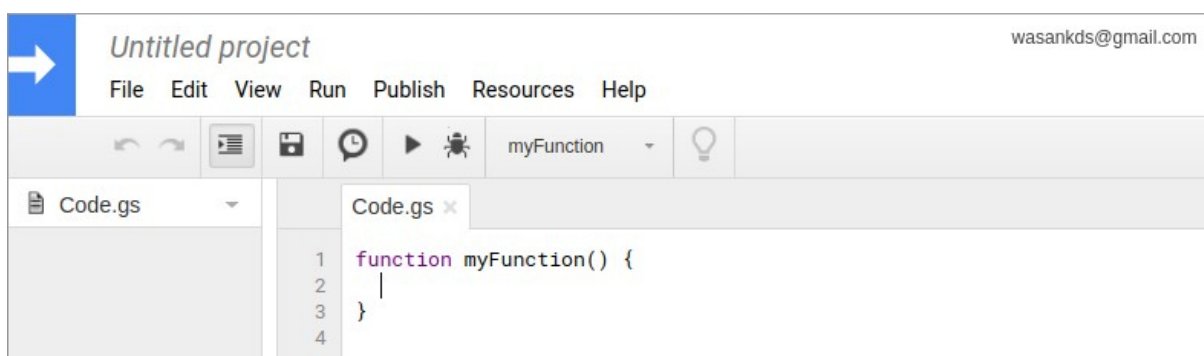 Untitled project
wasankds@gmail.com
File Edit View Run Publish Resources Help
myFunction
Code.gs
Code.gs ×
1 function myFunction() {
2
3 }
4